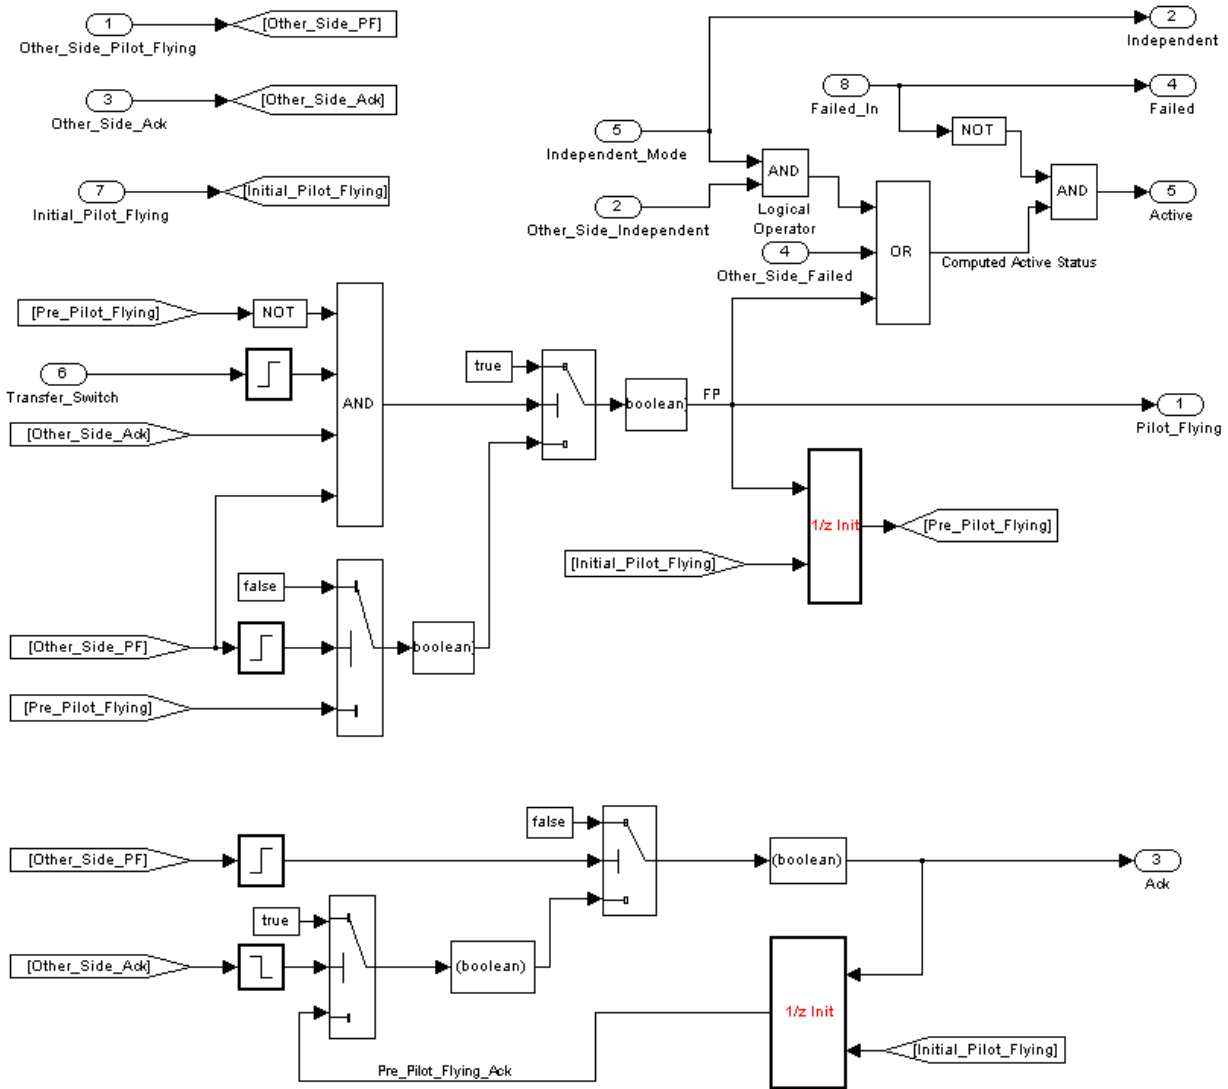 1
Other_Side_Pilot_Flying
[Other_Side_PF]
2
Independent
3
Other_Side_Ack
[Other_Side_Ack]
8
Failed_In
4
Failed
5
Independent_Mode
NOT
7
Initial_Pilot_Flying
[Initial_Pilot_Flying]
AND
Logical
Operator
2
Other_Side_Independent
AND
5
Active
4
Other_Side_Failed
OR
Computed Active Status
[Pre_Pilot_Flying]
NOT
6
Transfer_Switch
AND
true
boolean
FP
1
Pilot_Flying
[Other_Side_Ack]
1/z Init
[Pre_Pilot_Flying]
[Initial_Pilot_Flying]
false
[Other_Side_PF]
boolean
[Pre_Pilot_Flying]
false
[Other_Side_PF]
(boolean)
3
Ack
true
[Other_Side_Ack]
(boolean)
1/z Init
[Initial_Pilot_Flying]
Pre_Pilot_Flying_Ack